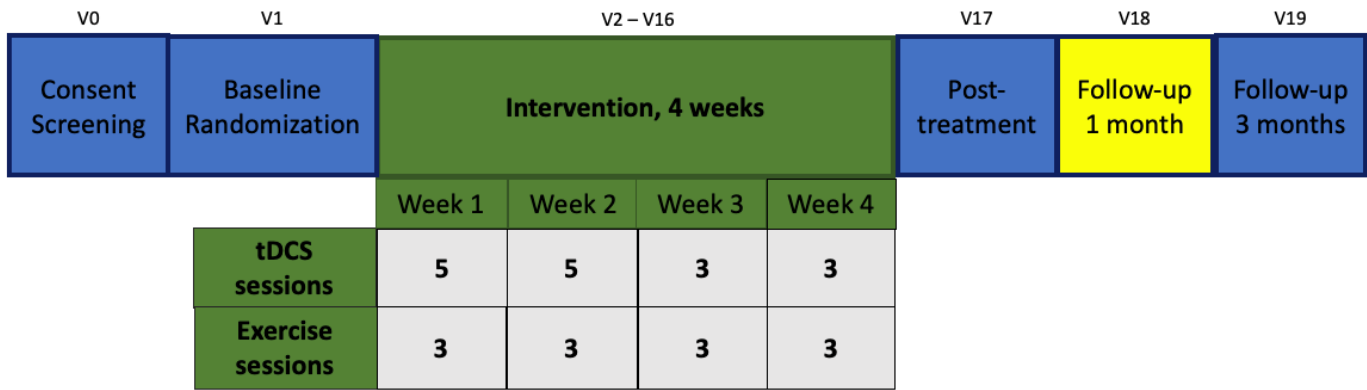 V0 V1 V2 – V16 V17 V18 V19
Consent
Screening
Baseline
Randomization
Intervention, 4 weeks
Post-
treatment
Follow-up
1 month
Follow-up
3 months
Week 1 Week 2 Week 3 Week 4
tDCS
sessions
5 5 3 3
Exercise
sessions
3 3 3 3